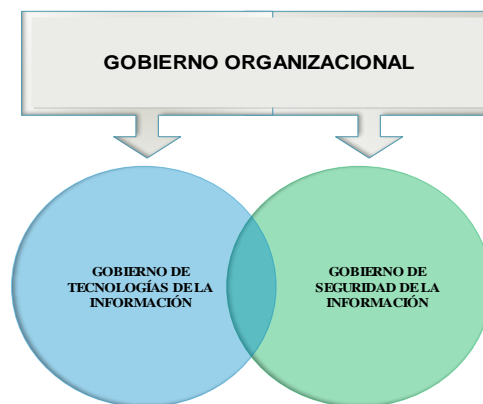 GOBIERNO ORGANIZACIONAL
GOBIERNO DE
TECNOLOGÍAS DE LA
INFORMACIÓN
GOBIERNO DE
SEGURIDAD DE LA
INFORMACIÓN